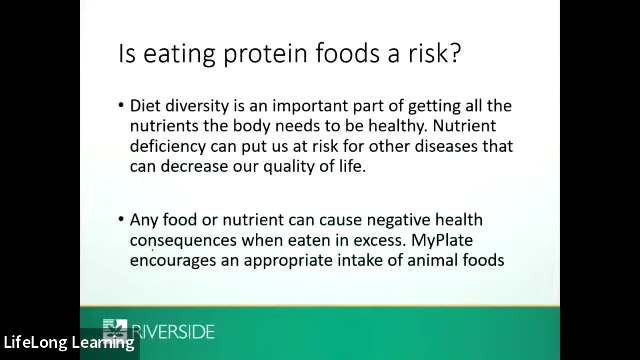 Is eating protein foods a risk?
• Diet diversity is an important part of getting all the
nutrients the body needs to be healthy. Nutrient
deficiency can put us at risk for other diseases that
can decrease our quality of life.
• Any food or nutrient can cause negative health
consequences when eaten in excess. MyPlate
encourages an appropriate intake of animal foods
RIVERSIDE
LifeLong Learning